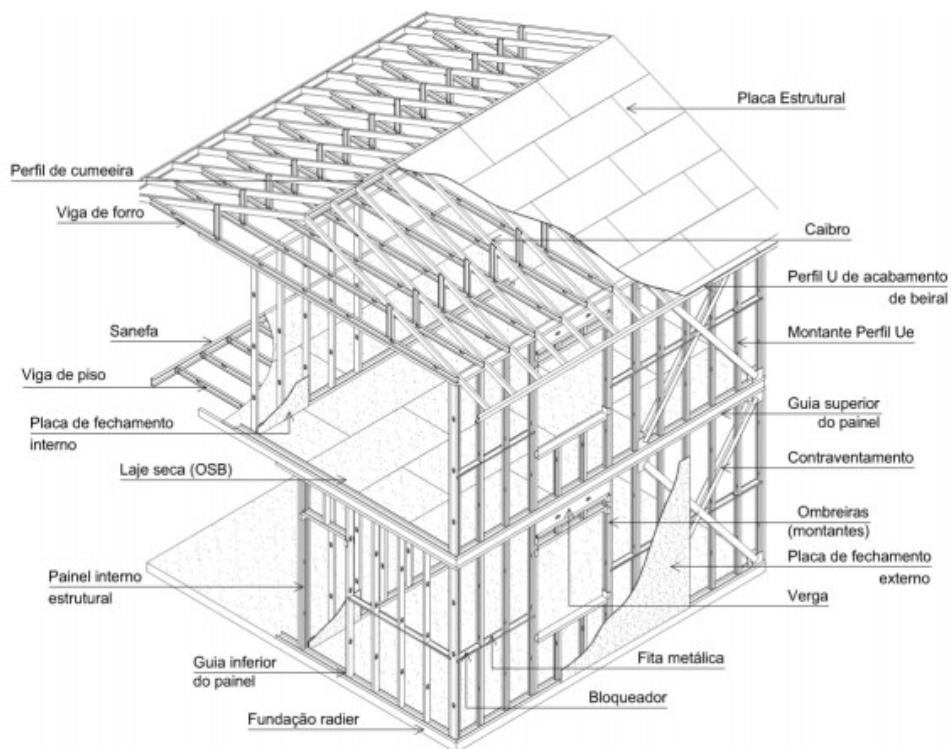 Placa Estrutural
Perfil de cumeeira
Viga de forro
Caibro
Perfil U de acabamento
de beiral
Sanefa
Montante Perfil Ue
Viga de piso
Guia superior
do painel
Placa de fechamento
interno
Contraventamento
Laje seca (OSB)
Ombreiras
(montantes)
Placa de fechamento
externo
Painel interno
estrutural
Verga
Guia inferior
do painel
Fita metálica
Bloqueador
Fundação radier